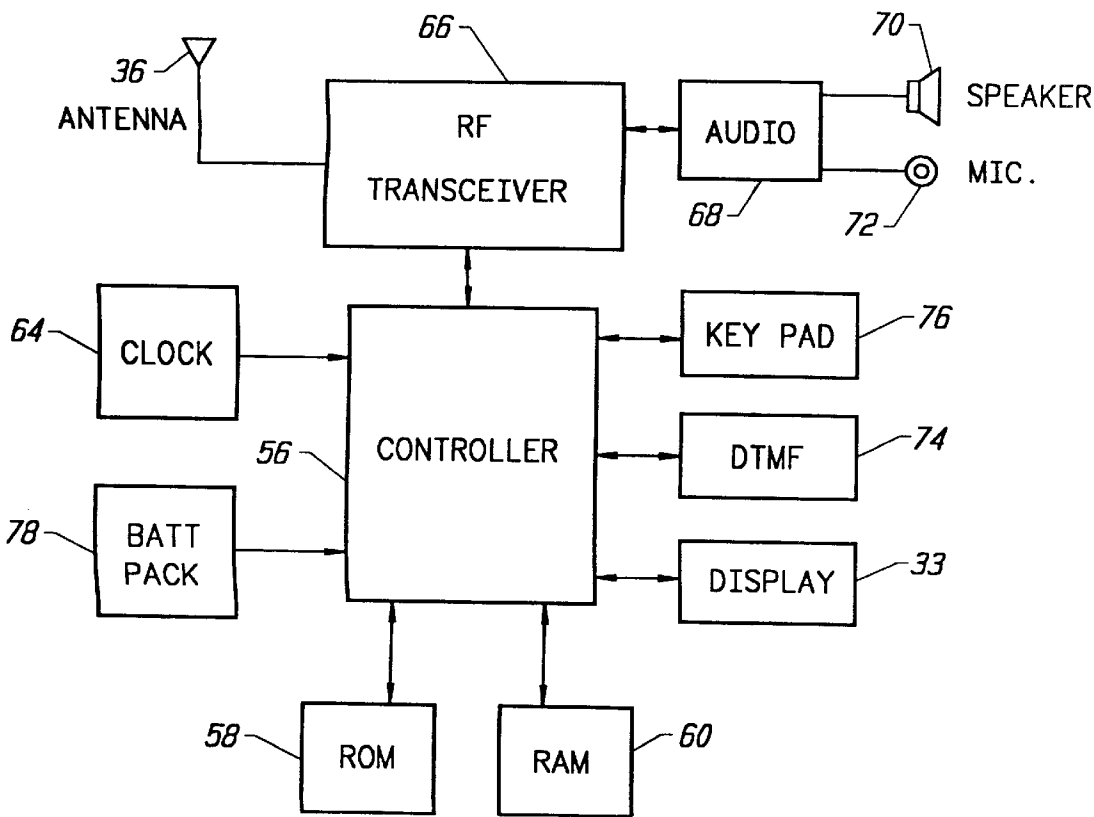 66
70
36
ANTENNA
RF
TRANSCEIVER
AUDIO
SPEAKER
MIC.
68
72
64
CLOCK
KEY PAD
76
56
CONTROLLER
DTMF
74
78
BATT
PACK
DISPLAY
33
58
ROM
RAM
60